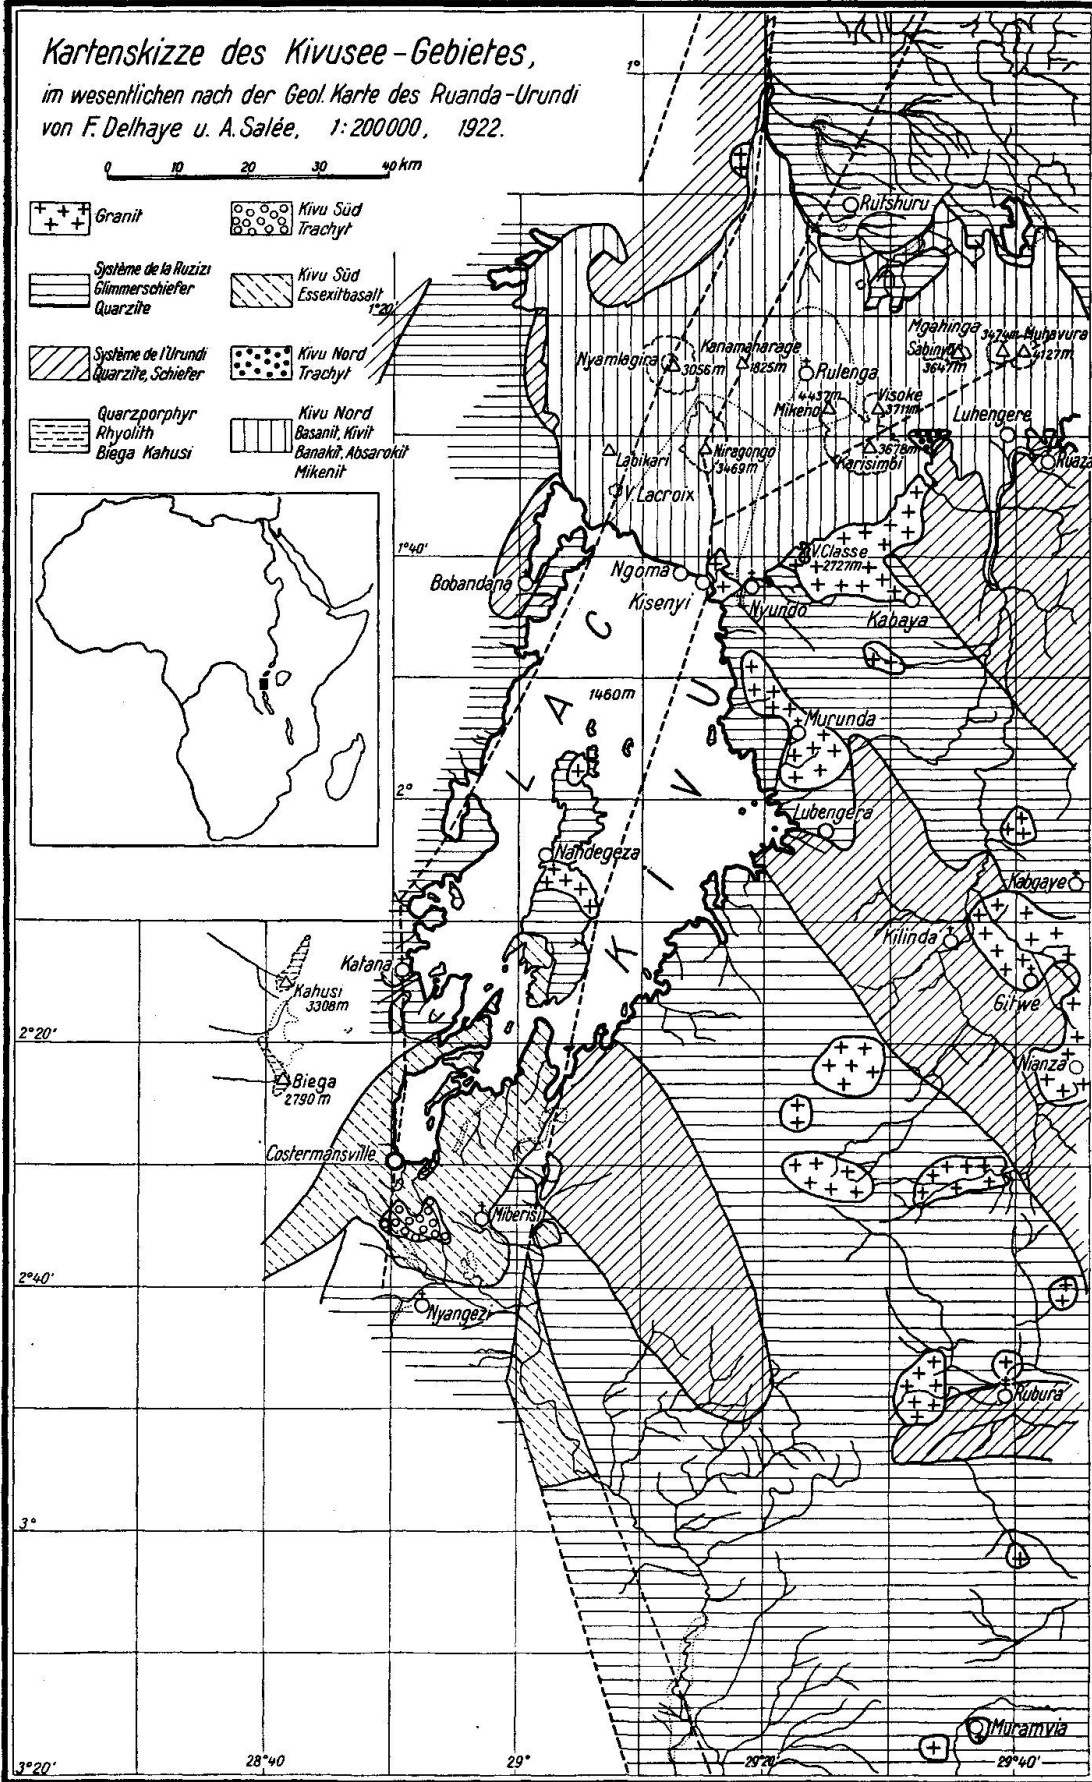 Kartenskizze des Kivusee-Gebietes,
im wesentlichen nach der Geol. Karte des Ruanda-Urundi
von F. Delhaye u. A. Salée, 1:200000, 1922.
0 10 20 30 40 km
Granit
Kivu Süd
Trachyt
Système de la Ruzizi
Glimmerschiefer
Quarzite
Kivu Süd
Essexitbasalt
Système de l'Urundi
Quarzite, Schiefer
Kivu Nord
Trachyt
Quarzporphyr
Rhyolith
Biega Kahusi
Kivu Nord
Basanit, Kivit
Banakit, Absarokit
Mikenit
1°
Rutshuru
1°20'
Mgahinga 3474m Muhavura
Nyamlagira Kanamaharage Sabinyo 4127m
3056m 1825m 3647m
Rulenga
4437m Visoke
Mikeno 3711m
Luhengere
Labikari Niragongo 3678m
3469m Karisimbi Ruaza
V. Lacroix
1°40'
V. Classe
2727m
Ngoma
Bobandana
Kisenyi Nyundo Kabaya
LAC KIVU
1460m
Murunda
2°
Lubengera
Nandegeza
Kabgaye
Kilinda
Katana
Kahusi
3308m
Gitwe
2°20'
Nianza
Biega
2790m
Costermansville
Miberisi
2°40'
Nyangezi
Rubura
3°
Muramvia
3°20' 28°40 29° 29°20 29°40'